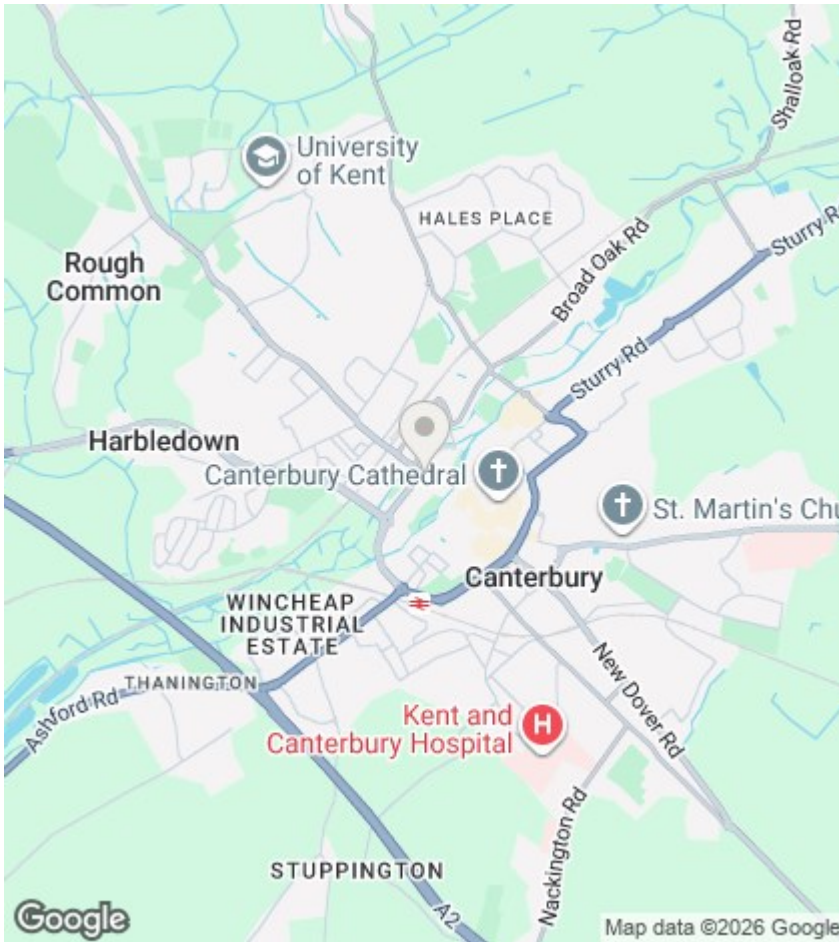 Shalloak Rd
University
of Kent
HALES PLACE
Sturry R
Rough
Common
Broad Oak Rd
Sturry Rd
Harbledown
Canterbury Cathedral
St. Martin's Chu
Canterbury
WINCHEAP
INDUSTRIAL
ESTATE
THANINGTON
New Dover Rd
Ashford Rd
Kent and
Canterbury Hospital
H
Nackington Rd
STUPPINGTON
A2
Google
Map data ©2026 Google